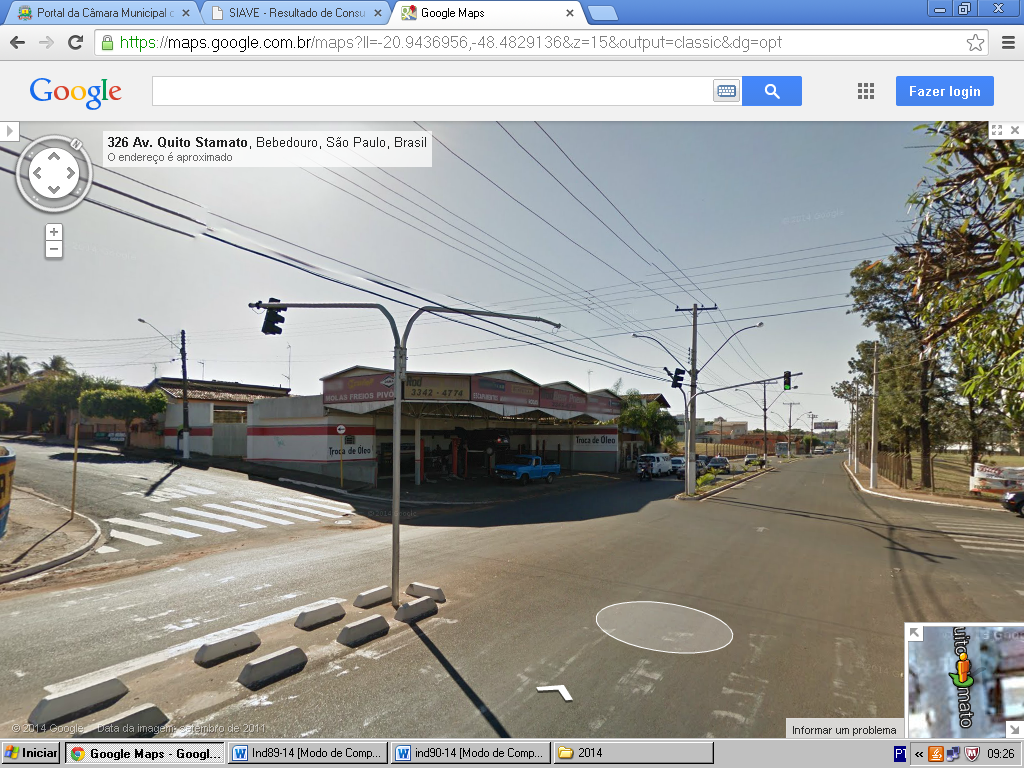 Portal da Câmara Municipal d
SIAVE - Resultado de Consu
Google Maps
https://maps.google.com.br/maps?ll=-20.9436956,-48.4829136&z=15&output=classic&dg=opt
Google
Fazer login
326 Av. Quito Stamato, Bebedouro, São Paulo, Brasil
O endereço é aproximado
N
© 2014 Google
MOLAS FREIOS PIVÔ
3342 - 4774
Troca de Óleo
Troca de Óleo
uito
mato
© 2014 Google
Data da imagem: setembro de 2011
Informar um problema
Iniciar
Google Maps - Googl...
Ind89-14 [Modo de Comp...
ind90-14 [Modo de Comp...
2014
PT
«
09:26